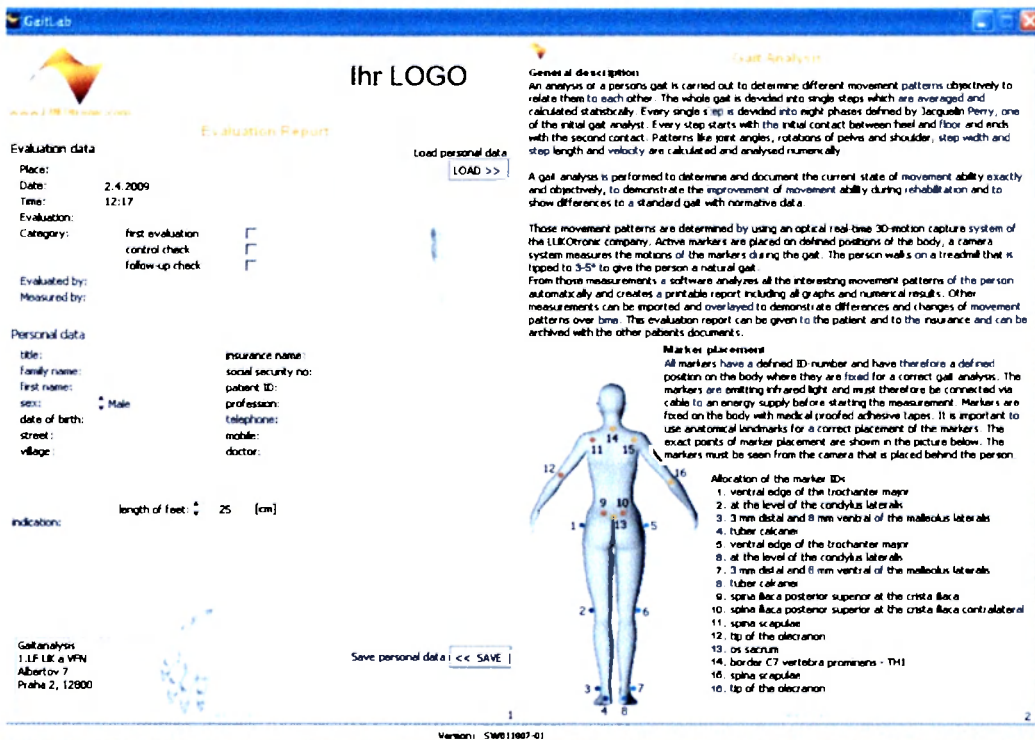 GaitLab
Ihr LOGO
Evaluation Report
Evaluation data
Load personal data
LOAD >>
Place:
Date: 2.4.2009
Time: 12:17
Evaluation:
Category: first evaluation
control check
follow-up check
Evaluated by:
Measured by:
Personal data
title: insurance name:
family name: social security no:
first name: patient ID:
sex: Male profession:
date of birth: telephone:
street: mobile:
village: doctor:
length of feet: 25 [cm]
indication:
Gaitanalysis
1.LF UK a VFN
Albertov 7
Praha 2, 12800
Save personal data << SAVE
1
Gait Analysis
General description
An analysis of a persons gait is carried out to determine different movement patterns objectively to
relate them to each other. The whole gait is devided into single steps which are averaged and
calculated statistically. Every single step is devided into eight phases defined by Jacquelin Perry, one
of the initial gait analyst. Every step starts with the initial contact between heel and floor and ends
with the second contact. Patterns like joint angles, rotations of pelvis and shoulder, step width and
step length and velocity are calculated and analysed numerically
A gait analysis is performed to determine and document the current state of movement ability exactly
and objectively, to demonstrate the improvement of movement ability during rehabilitation and to
show differences to a standard gait with normative data.
Those movement patterns are determined by using an optical real-time 3D-motion capture system of
the LUKOtronic company. Active markers are placed on defined positions of the body, a camera
system measures the motions of the markers during the gait. The person walks on a treadmill that is
tipped to 3-5° to give the person a natural gait.
From those measurements a software analyzes all the interesting movement patterns of the person
automatically and creates a printable report including all graphs and numerical results. Other
measurements can be imported and overlayed to demonstrate differences and changes of movement
patterns over time. This evaluation report can be given to the patient and to the insurance and can be
archived with the other patients documents.
Marker placement
All markers have a defined ID-number and have therefore a defined
position on the body where they are fixed for a correct gait analysis. The
markers are emitting infrared light and must therefore be connected via
cable to an energy supply before starting the measurement. Markers are
fixed on the body with medical proofed adhesive tapes. It is important to
use anatomical landmarks for a correct placement of the markers. The
exact points of marker placement are shown in the picture below. The
markers must be seen from the camera that is placed behind the person.
14
11 15
12 16
9 10
1 13 5
2 6
3 7
4 8
Allocation of the marker IDs
1. ventral edge of the trochanter major
2. at the level of the condylus lateralis
3. 3 mm distal and 8 mm ventral of the malleolus lateralis
4. tuber calcanei
5. ventral edge of the trochanter major
6. at the level of the condylus lateralis
7. 3 mm distal and 8 mm ventral of the malleolus lateralis
8. tuber calcanei
9. spina iliaca posterior superior at the crista iliaca
10. spina iliaca posterior superior at the crista iliaca contralateral
11. spina scapulae
12. tip of the olecranon
13. os sacrum
14. border C7 vertebra prominens - TH1
15. spina scapulae
16. tip of the olecranon
2
Version: SW011007-01